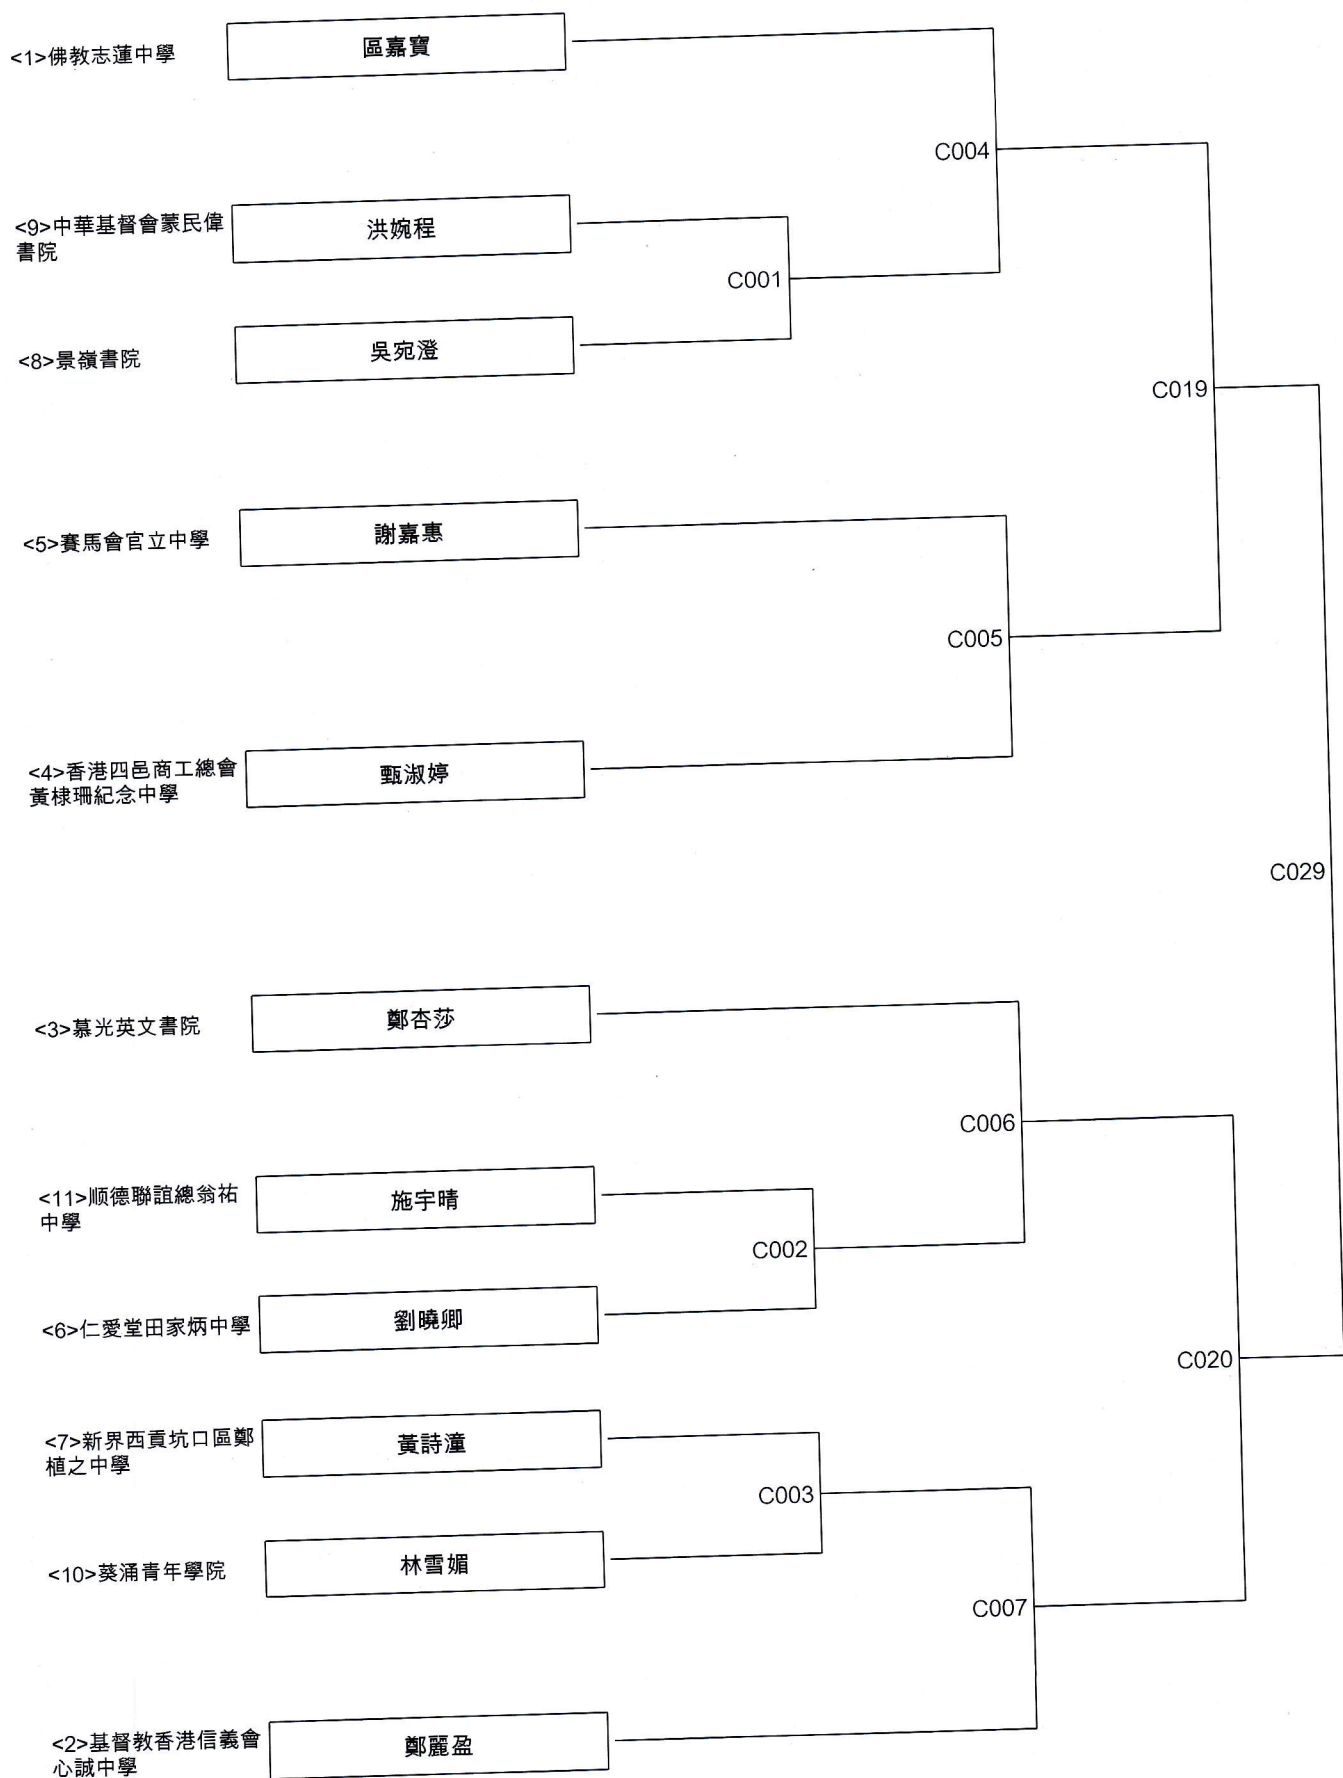 <1>佛教志蓮中學
區嘉寶
C004
<9>中華基督會蒙民偉
書院
洪婉程
C001
<8>景嶺書院
吳宛澄
C019
<5>賽馬會官立中學
謝嘉惠
C005
<4>香港四邑商工總會
黃棣珊紀念中學
甄淑婷
C029
<3>慕光英文書院
鄭杏莎
C006
<11>顺德聯誼總翁祐
中學
施宇晴
C002
<6>仁愛堂田家炳中學
劉曉卿
C020
<7>新界西貢坑口區鄭
植之中學
黃詩潼
C003
<10>葵涌青年學院
林雪媚
C007
<2>基督教香港信義會
心誠中學
鄭麗盈